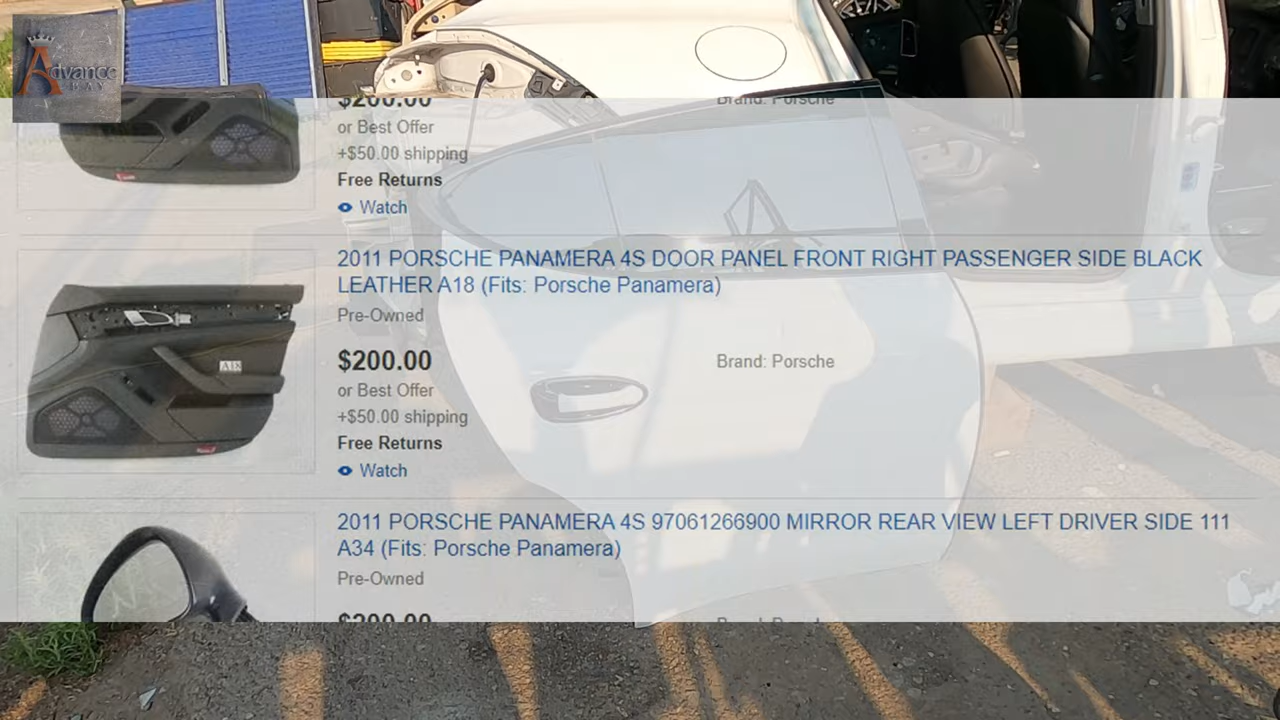 Advance
BAY
$200.00
Brand: Porsche
or Best Offer
+$50.00 shipping
Free Returns
Watch
2011 PORSCHE PANAMERA 4S DOOR PANEL FRONT RIGHT PASSENGER SIDE BLACK
LEATHER A18 (Fits: Porsche Panamera)
Pre-Owned
A18
$200.00
Brand: Porsche
or Best Offer
+$50.00 shipping
Free Returns
Watch
2011 PORSCHE PANAMERA 4S 97061266900 MIRROR REAR VIEW LEFT DRIVER SIDE 111
A34 (Fits: Porsche Panamera)
Pre-Owned